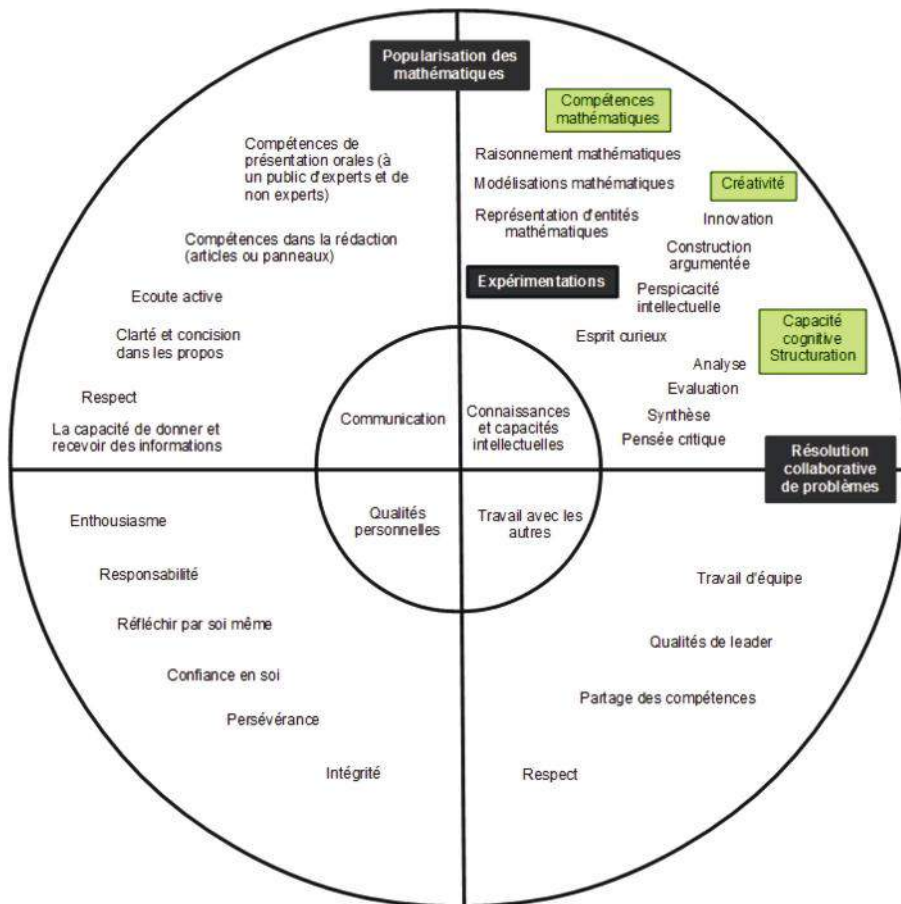 Popularisation des
mathématiques
Compétences
mathématiques
Compétences de
présentation orales (à
un public d'experts et de
non experts)
Raisonnement mathématiques
Modélisations mathématiques
Créativité
Représentation d'entités
mathématiques
Innovation
Compétences dans la rédaction
(articles ou panneaux)
Construction
argumentée
Expérimentations
Perspicacité
intellectuelle
Ecoute active
Esprit curieux
Capacité
cognitive
Structuration
Clarté et concision
dans les propos
Analyse
Evaluation
Respect
Synthèse
Pensée critique
La capacité de donner et
recevoir des informations
Communication
Connaissances
et capacités
intellectuelles
Résolution
collaborative
de problèmes
Qualités
personnelles
Travail avec les
autres
Enthousiasme
Responsabilité
Réfléchir par soi même
Confiance en soi
Persévérance
Intégrité
Travail d'équipe
Qualités de leader
Partage des compétences
Respect